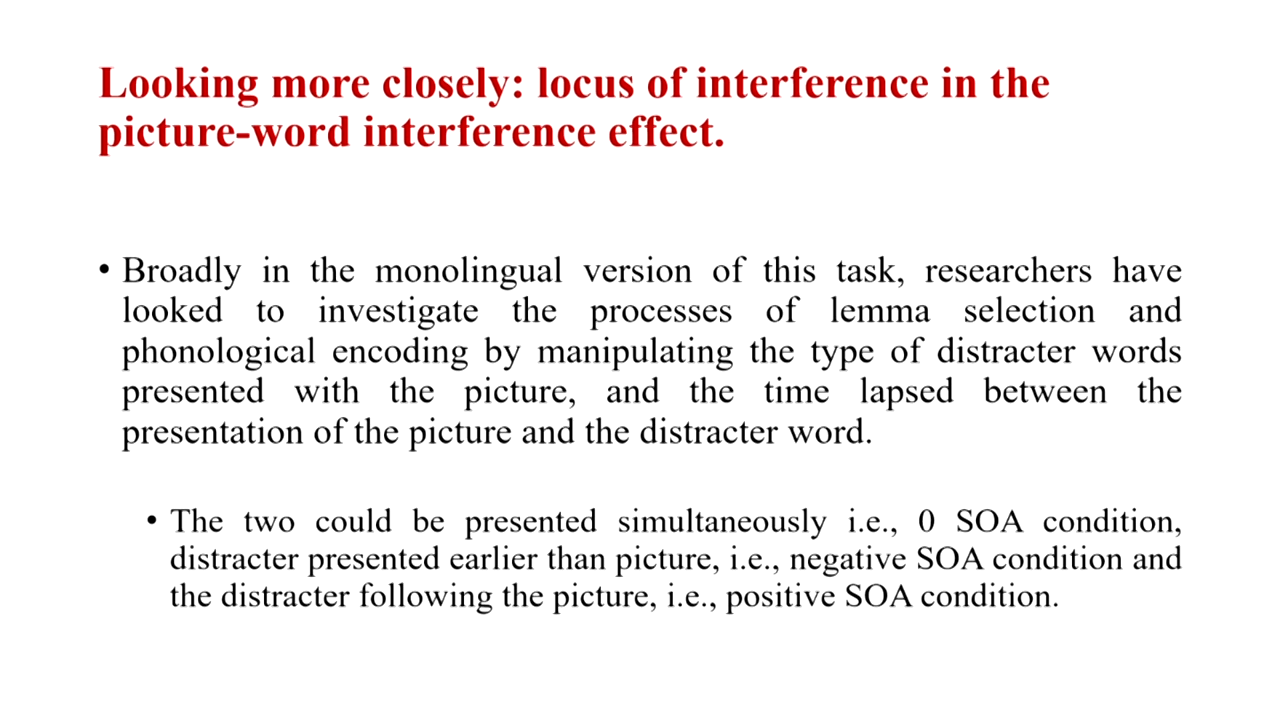 Looking more closely: locus of interference in the
picture-word interference effect.
• Broadly in the monolingual version of this task, researchers have
looked to investigate the processes of lemma selection and
phonological encoding by manipulating the type of distracter words
presented with the picture, and the time lapsed between the
presentation of the picture and the distracter word.
• The two could be presented simultaneously i.e., 0 SOA condition,
distracter presented earlier than picture, i.e., negative SOA condition and
the distracter following the picture, i.e., positive SOA condition.